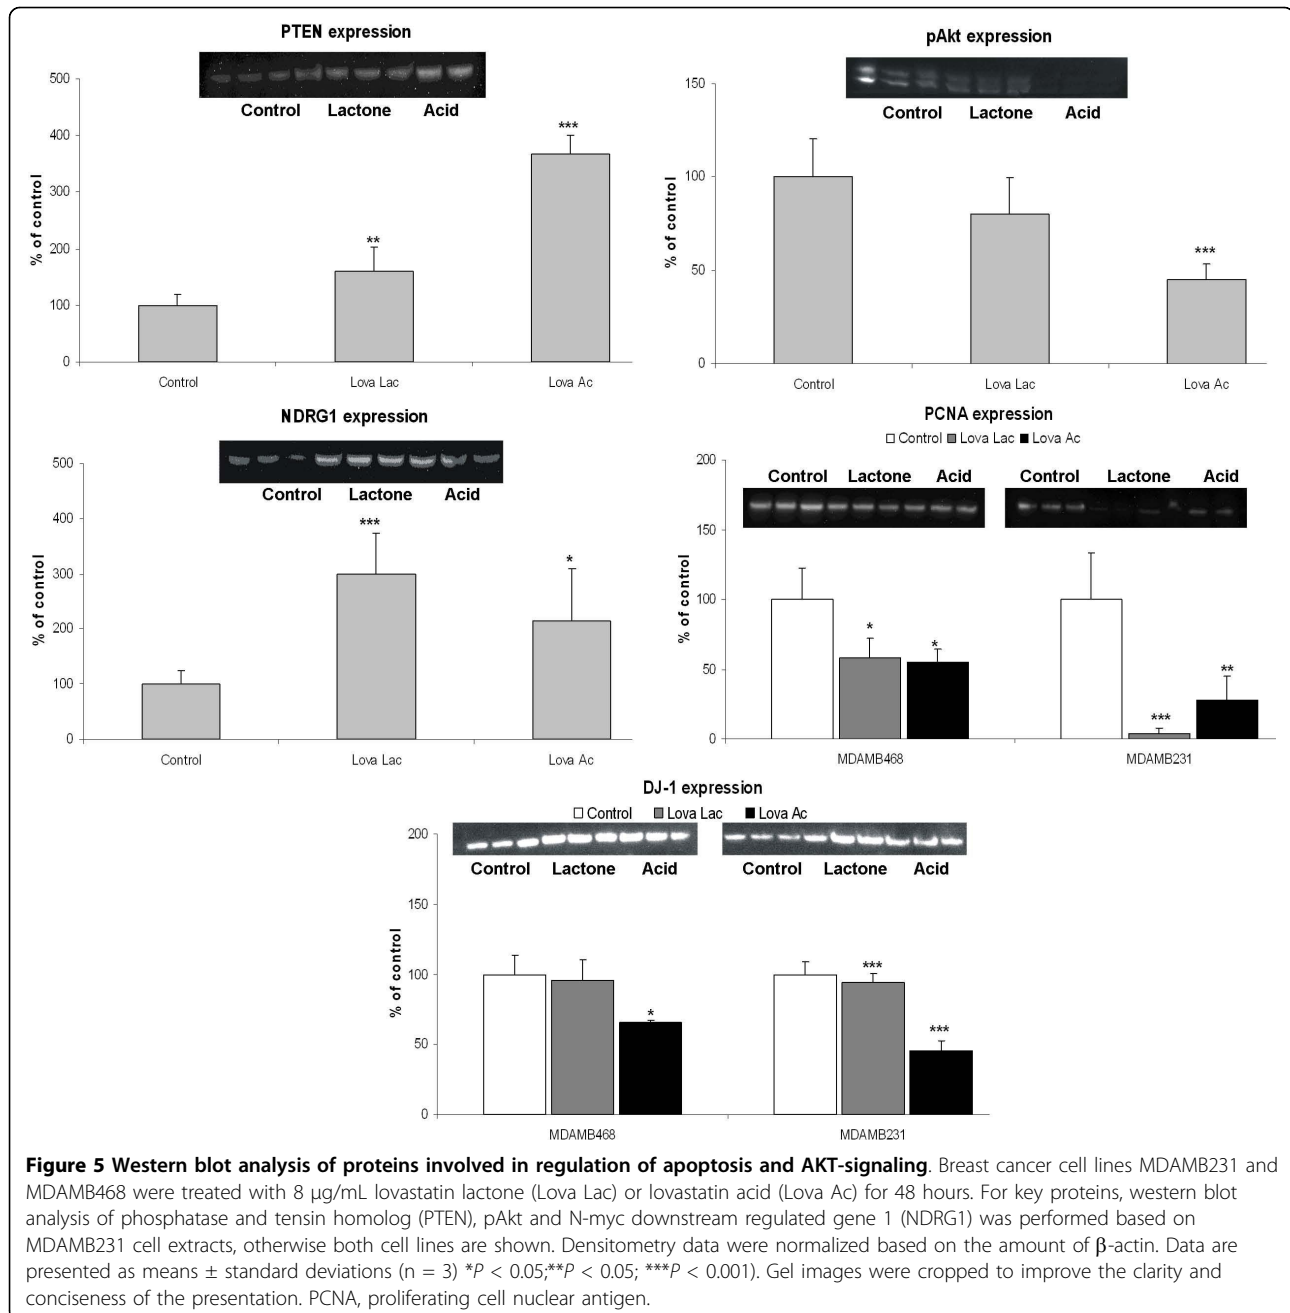 PTEN expression
Control Lactone Acid
% of control
500
400
300
200
100
0
***
**
Control Lova Lac Lova Ac
pAkt expression
Control Lactone Acid
% of control
150
100
50
0
***
Control Lova Lac Lova Ac
NDRG1 expression
Control Lactone Acid
% of control
500
400
300
200
100
0
***
*
Control Lova Lac Lova Ac
PCNA expression
Control Lova Lac Lova Ac
Control Lactone Acid Control Lactone Acid
% of control
200
150
100
50
0
*
*
**
***
MDAMB468 MDAMB231
DJ-1 expression
Control Lova Lac Lova Ac
Control Lactone Acid Control Lactone Acid
% of control
200
150
100
50
0
***
*
***
MDAMB468 MDAMB231
Figure 5 Western blot analysis of proteins involved in regulation of apoptosis and AKT-signaling. Breast cancer cell lines MDAMB231 and
MDAMB468 were treated with 8 μg/mL lovastatin lactone (Lova Lac) or lovastatin acid (Lova Ac) for 48 hours. For key proteins, western blot
analysis of phosphatase and tensin homolog (PTEN), pAkt and N-myc downstream regulated gene 1 (NDRG1) was performed based on
MDAMB231 cell extracts, otherwise both cell lines are shown. Densitometry data were normalized based on the amount of β-actin. Data are
presented as means ± standard deviations (n = 3) *P < 0.05;**P < 0.05; ***P < 0.001). Gel images were cropped to improve the clarity and
conciseness of the presentation. PCNA, proliferating cell nuclear antigen.